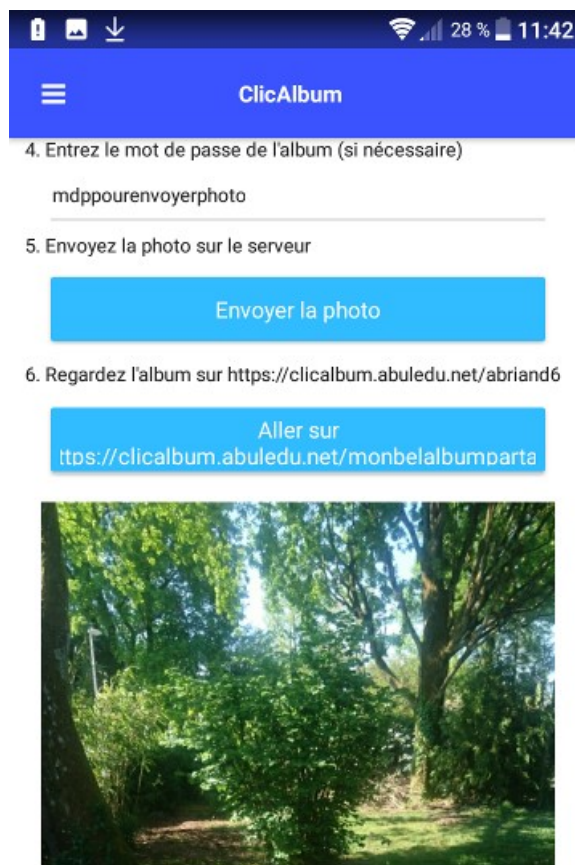 28 % 11:42
ClicAlbum
4. Entrez le mot de passe de l'album (si nécessaire)
mdppourenvoyerphoto
5. Envoyez la photo sur le serveur
Envoyer la photo
6. Regardez l'album sur https://clicalbum.abuledu.net/abriand6
Aller sur
ttps://clicalbum.abuledu.net/monbelalbumparta